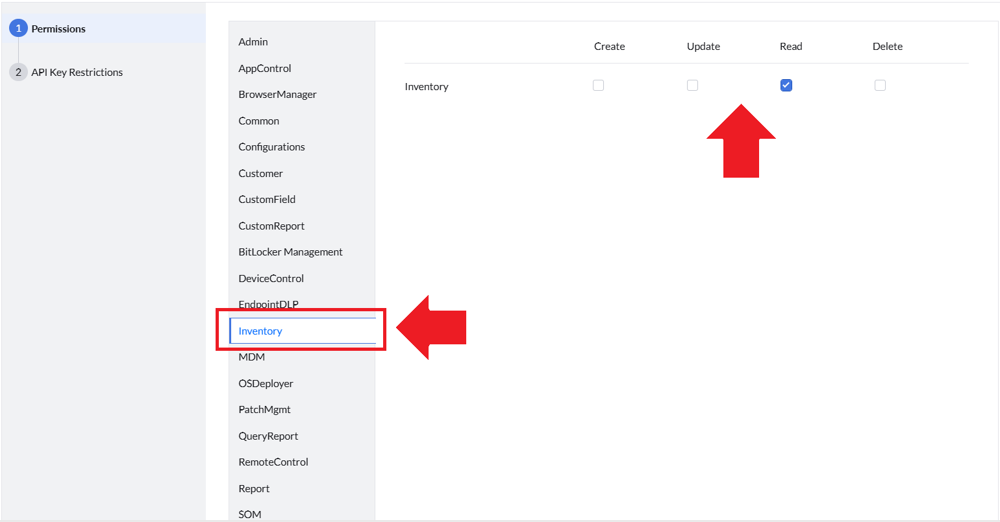 1 Permissions
2 API Key Restrictions
Admin
AppControl
BrowserManager
Common
Configurations
Customer
CustomField
CustomReport
BitLocker Management
DeviceControl
EndpointDLP
Inventory
MDM
OSDeployer
PatchMgmt
QueryReport
RemoteControl
Report
SOM
Create Update Read Delete
Inventory